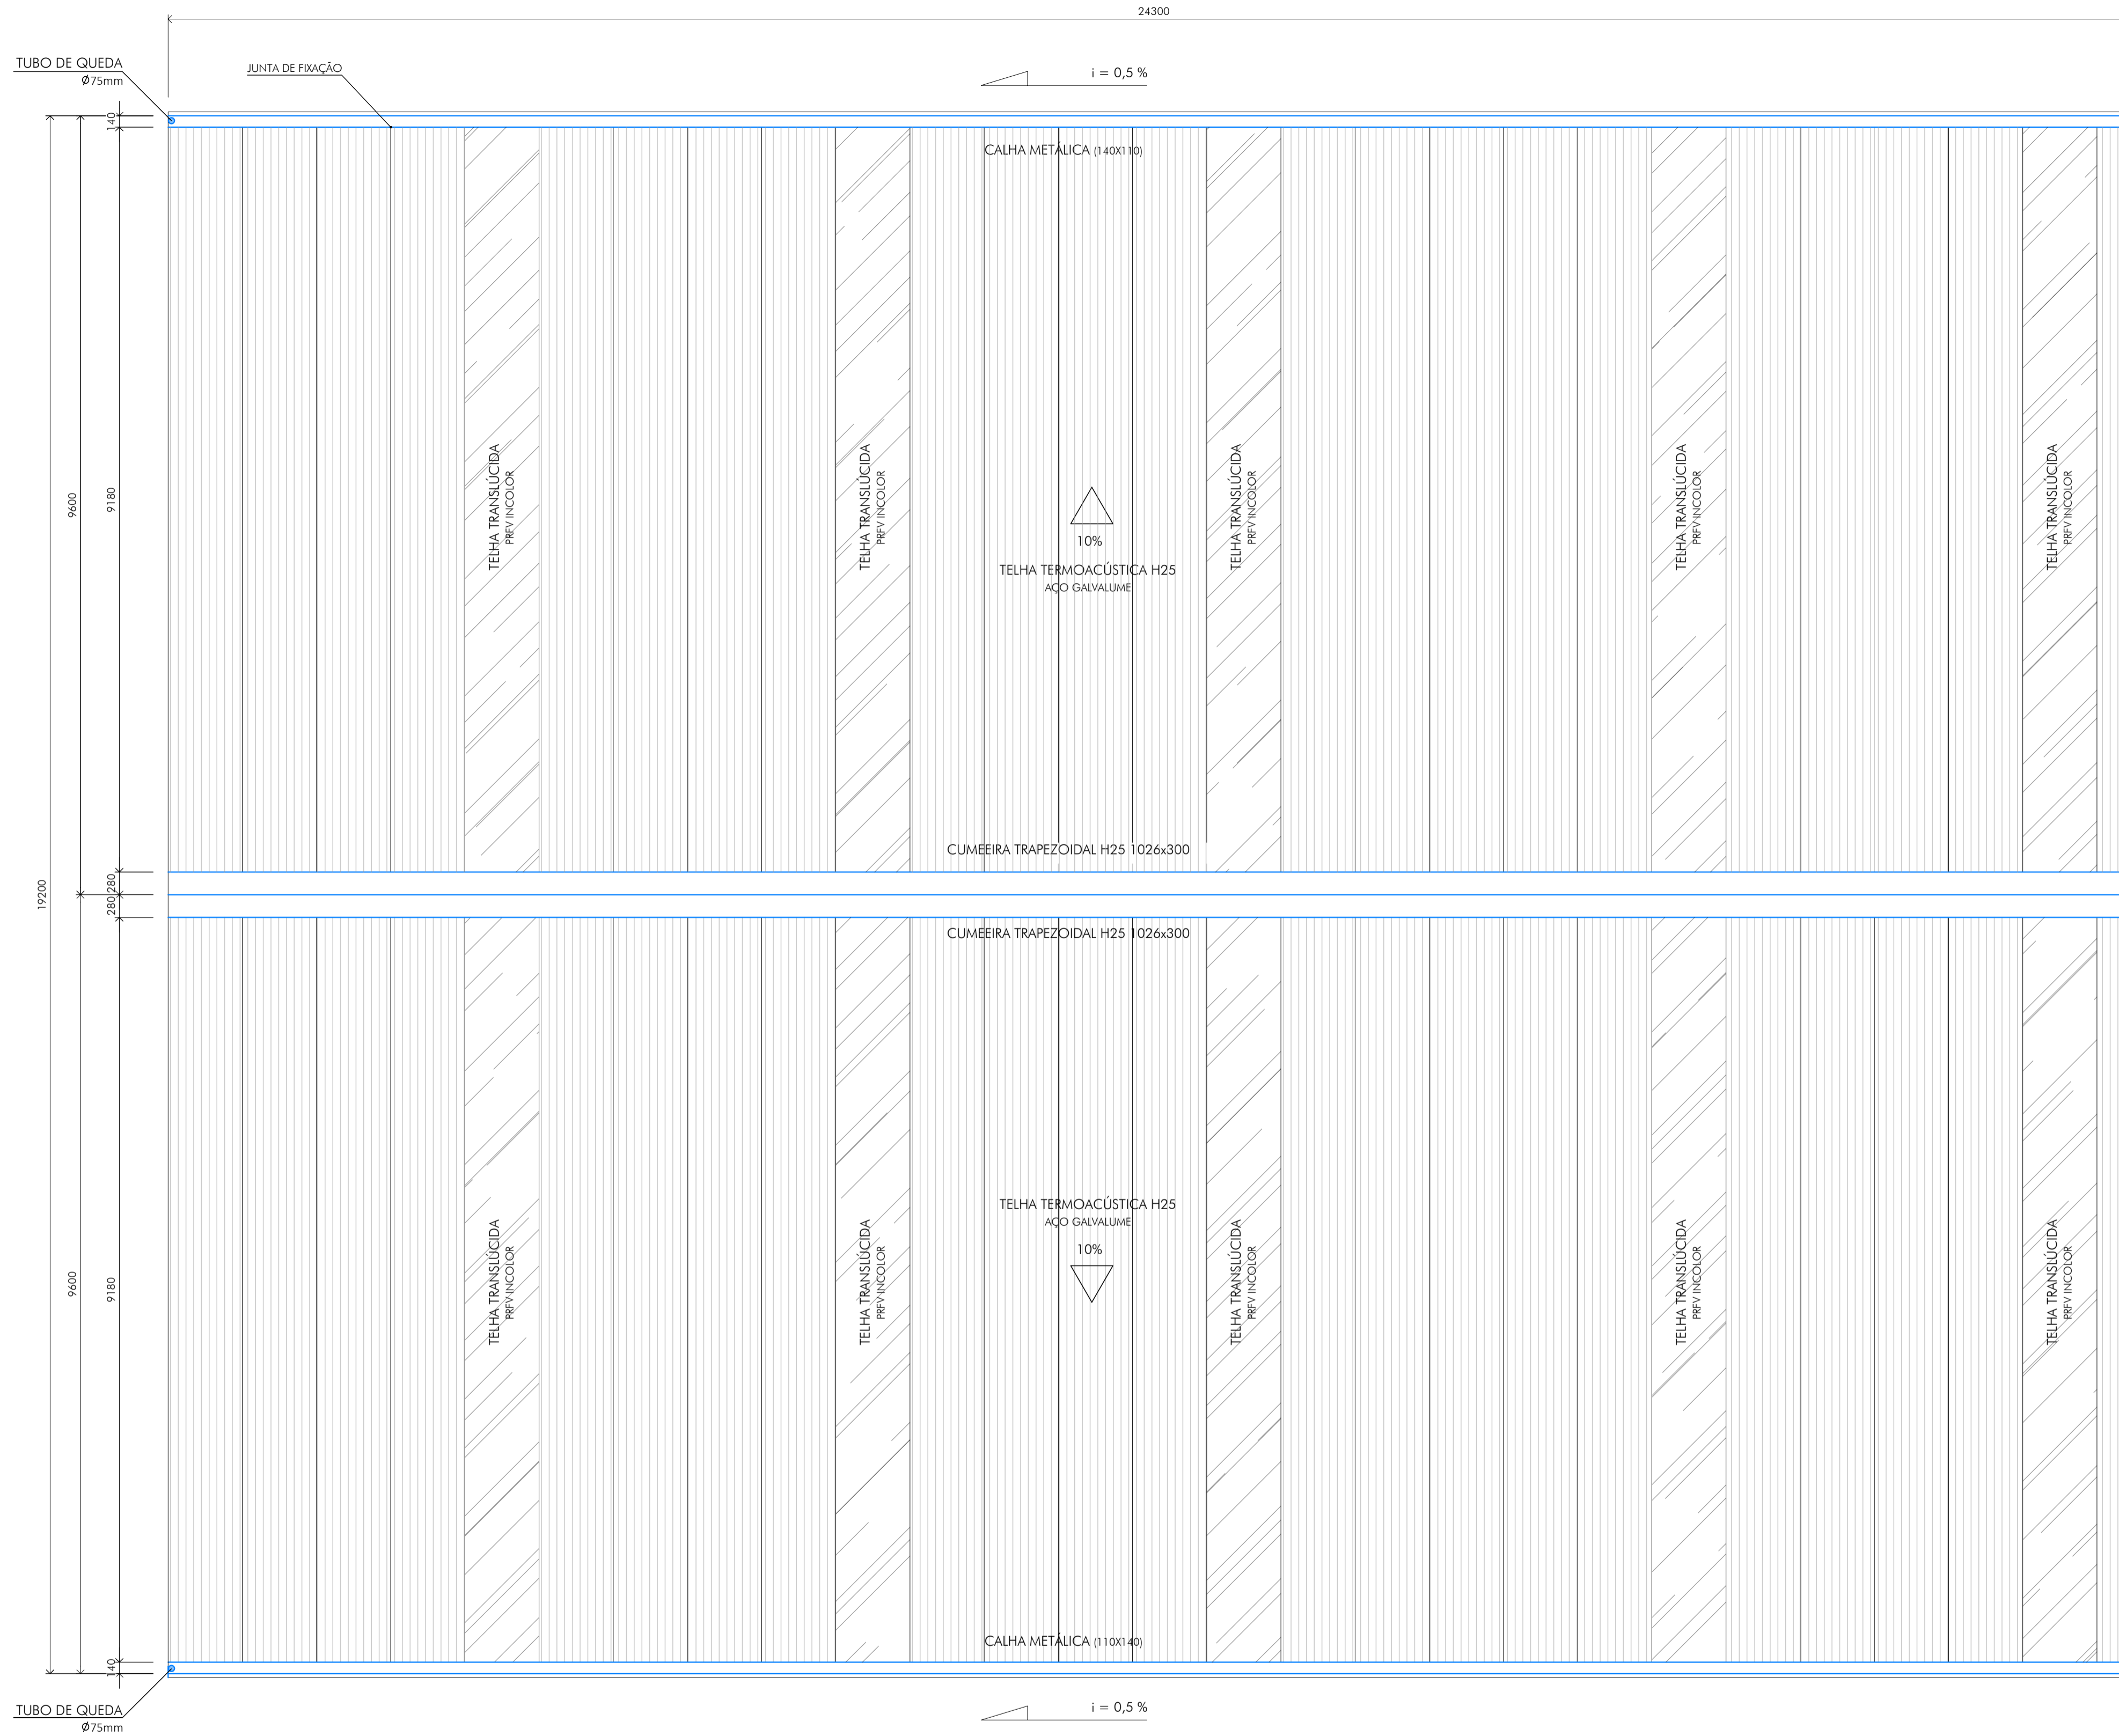 24300
TUBO DE QUEDA
Ø75mm
JUNTA DE FIXAÇÃO
i = 0,5 %
140
CALHA METÁLICA (140X110)
9600
9180
TELHA TRANSLÚCIDA
PRFV INCOLOR
TELHA TRANSLÚCIDA
PRFV INCOLOR
TELHA TRANSLÚCIDA
PRFV INCOLOR
TELHA TRANSLÚCIDA
PRFV INCOLOR
TELHA TRANSLÚCIDA
PRFV INCOLOR
10%
TELHA TERMOACÚSTICA H25
AÇO GALVALUME
CUMEEIRA TRAPEZOIDAL H25 1026x300
19200
280
280
CUMEEIRA TRAPEZOIDAL H25 1026x300
9600
9180
TELHA TERMOACÚSTICA H25
AÇO GALVALUME
10%
TELHA TRANSLÚCIDA
PRFV INCOLOR
TELHA TRANSLÚCIDA
PRFV INCOLOR
TELHA TRANSLÚCIDA
PRFV INCOLOR
TELHA TRANSLÚCIDA
PRFV INCOLOR
TELHA TRANSLÚCIDA
PRFV INCOLOR
CALHA METÁLICA (110X140)
140
TUBO DE QUEDA
Ø75mm
i = 0,5 %